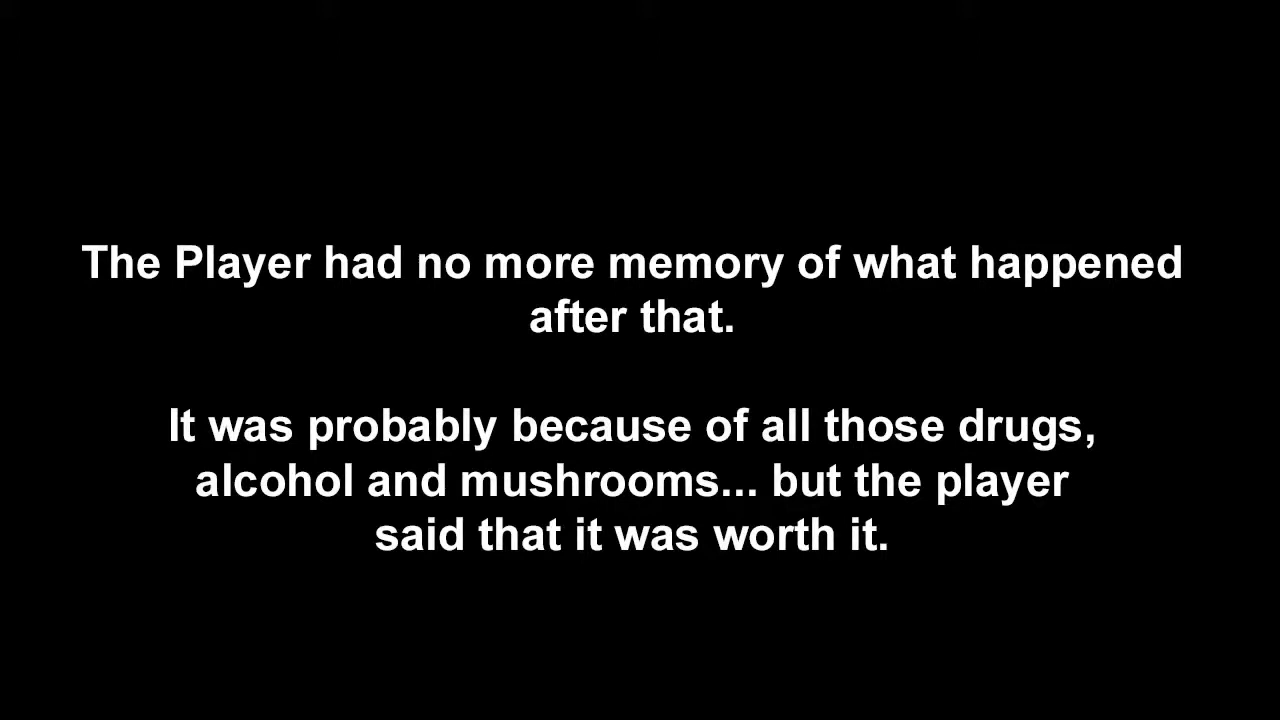 The Player had no more memory of what happened
after that.
It was probably because of all those drugs,
alcohol and mushrooms... but the player
said that it was worth it.